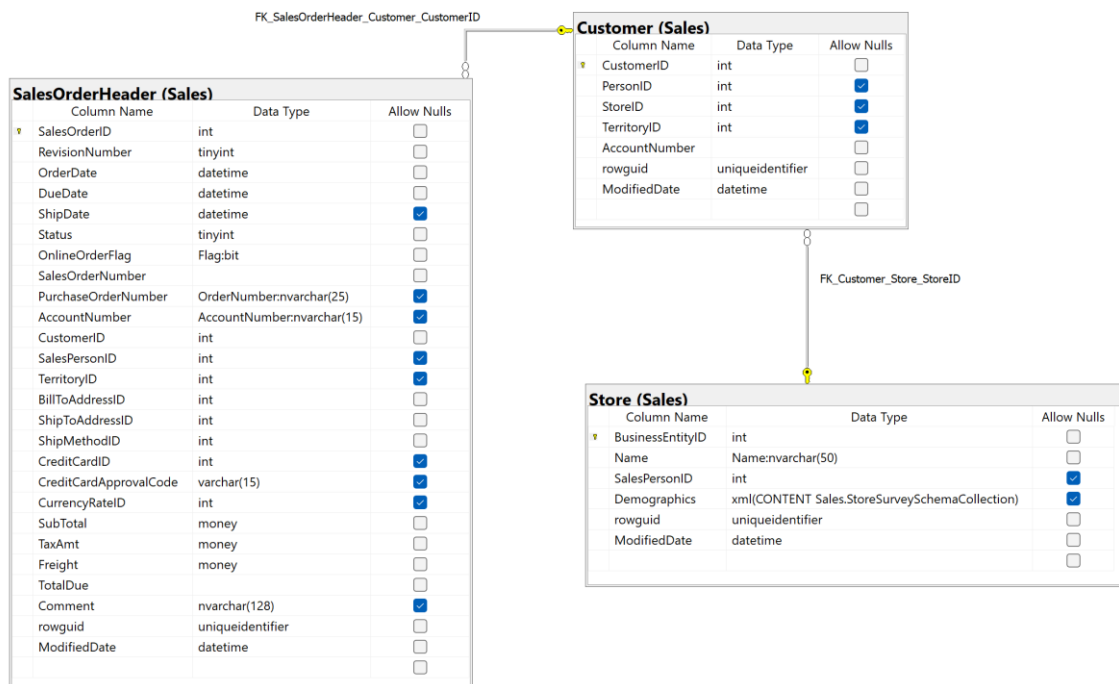 FK_SalesOrderHeader_Customer_CustomerID
Customer (Sales)
Column Name Data Type Allow Nulls
CustomerID int
PersonID int
StoreID int
TerritoryID int
AccountNumber
rowguid uniqueidentifier
ModifiedDate datetime
SalesOrderHeader (Sales)
Column Name Data Type Allow Nulls
SalesOrderID int
RevisionNumber tinyint
OrderDate datetime
DueDate datetime
ShipDate datetime
Status tinyint
OnlineOrderFlag Flag:bit
SalesOrderNumber
PurchaseOrderNumber OrderNumber:nvarchar(25)
AccountNumber AccountNumber:nvarchar(15)
CustomerID int
SalesPersonID int
TerritoryID int
BillToAddressID int
ShipToAddressID int
ShipMethodID int
CreditCardID int
CreditCardApprovalCode varchar(15)
CurrencyRateID int
SubTotal money
TaxAmt money
Freight money
TotalDue
Comment nvarchar(128)
rowguid uniqueidentifier
ModifiedDate datetime
FK_Customer_Store_StoreID
Store (Sales)
Column Name Data Type Allow Nulls
BusinessEntityID int
Name Name:nvarchar(50)
SalesPersonID int
Demographics xml(CONTENT Sales.StoreSurveySchemaCollection)
rowguid uniqueidentifier
ModifiedDate datetime